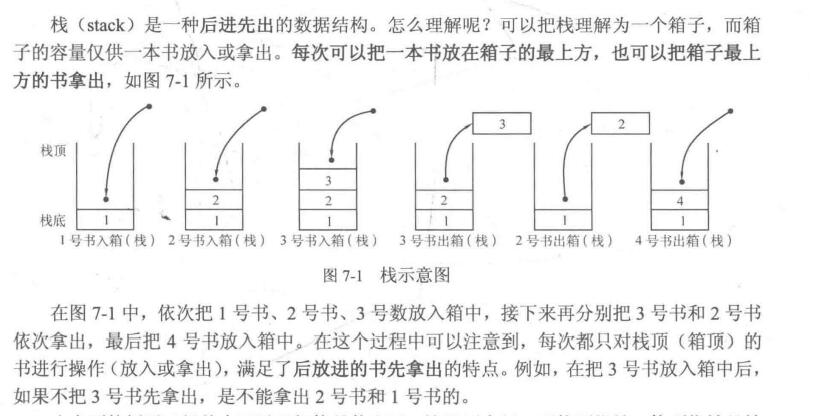 栈（stack）是一种后进先出的数据结构。怎么理解呢？可以把栈理解为一个箱子，而箱
子的容量仅供一本书放入或拿出。每次可以把一本书放在箱子的最上方，也可以把箱子最上
方的书拿出，如图 7-1 所示。
3 2
栈顶
3
2 2 2 4
栈底 1 1 1 1 1 1
1 号书入箱（栈） 2 号书入箱（栈） 3 号书入箱（栈） 3 号书出箱（栈） 2 号书出箱（栈） 4 号书出箱（栈）
图 7-1 栈示意图
在图 7-1 中，依次把 1 号书、2 号书、3 号数放入箱中，接下来再分别把 3 号书和 2 号书
依次拿出，最后把 4 号书放入箱中。在这个过程中可以注意到，每次都只对栈顶（箱顶）的
书进行操作（放入或拿出），满足了后放进的书先拿出的特点。例如，在把 3 号书放入箱中后，
如果不把 3 号书先拿出，是不能拿出 2 号书和 1 号书的。